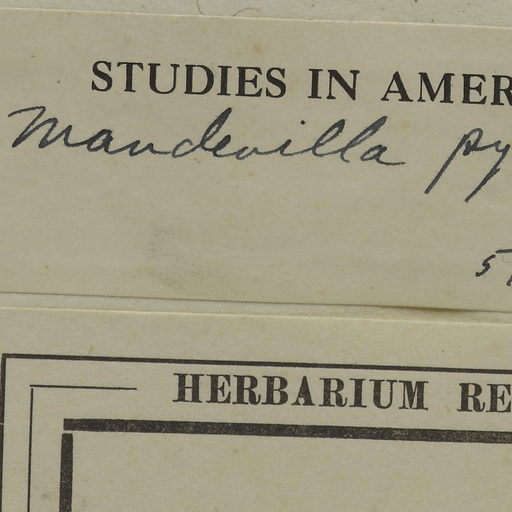 STUDIES IN AMER
Mandevilla py
5
HERBARIUM RE